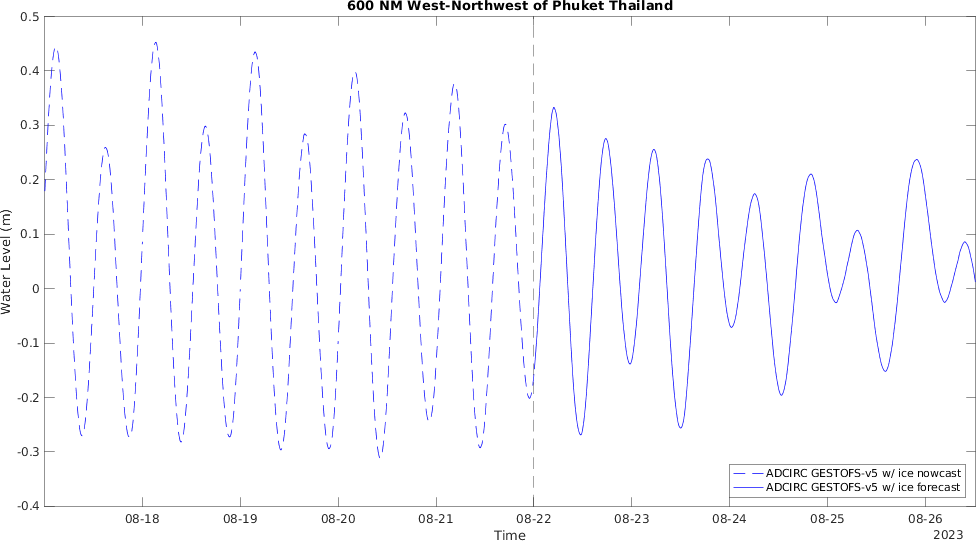 600 NM West-Northwest of Phuket Thailand
0.5
0.4
0.3
0.2
0.1
0
-0.1
-0.2
-0.3
-0.4
Water Level (m)
ADCIRC GESTOFS-v5 w/ ice nowcast
ADCIRC GESTOFS-v5 w/ ice forecast
08-18 08-19 08-20 08-21 08-22 08-23 08-24 08-25 08-26
Time
2023